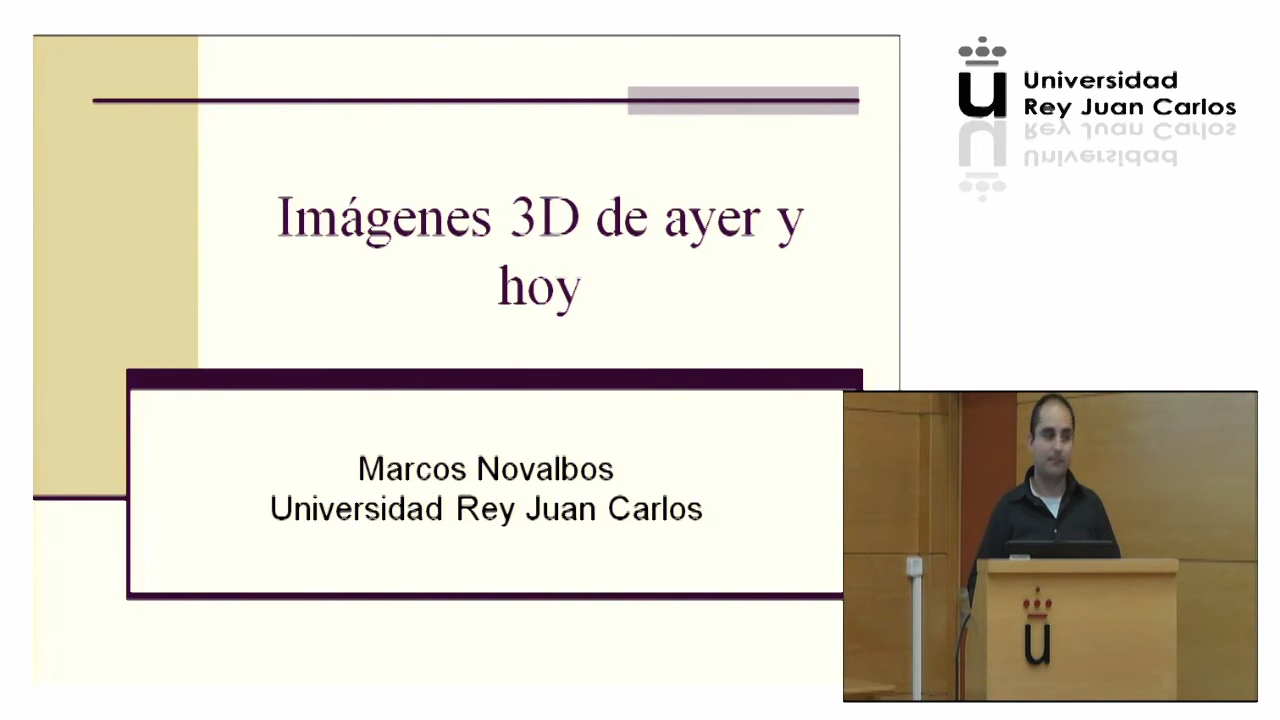 Imágenes 3D de ayer y
hoy
Marcos Novalbos
Universidad Rey Juan Carlos
Universidad
Rey Juan Carlos